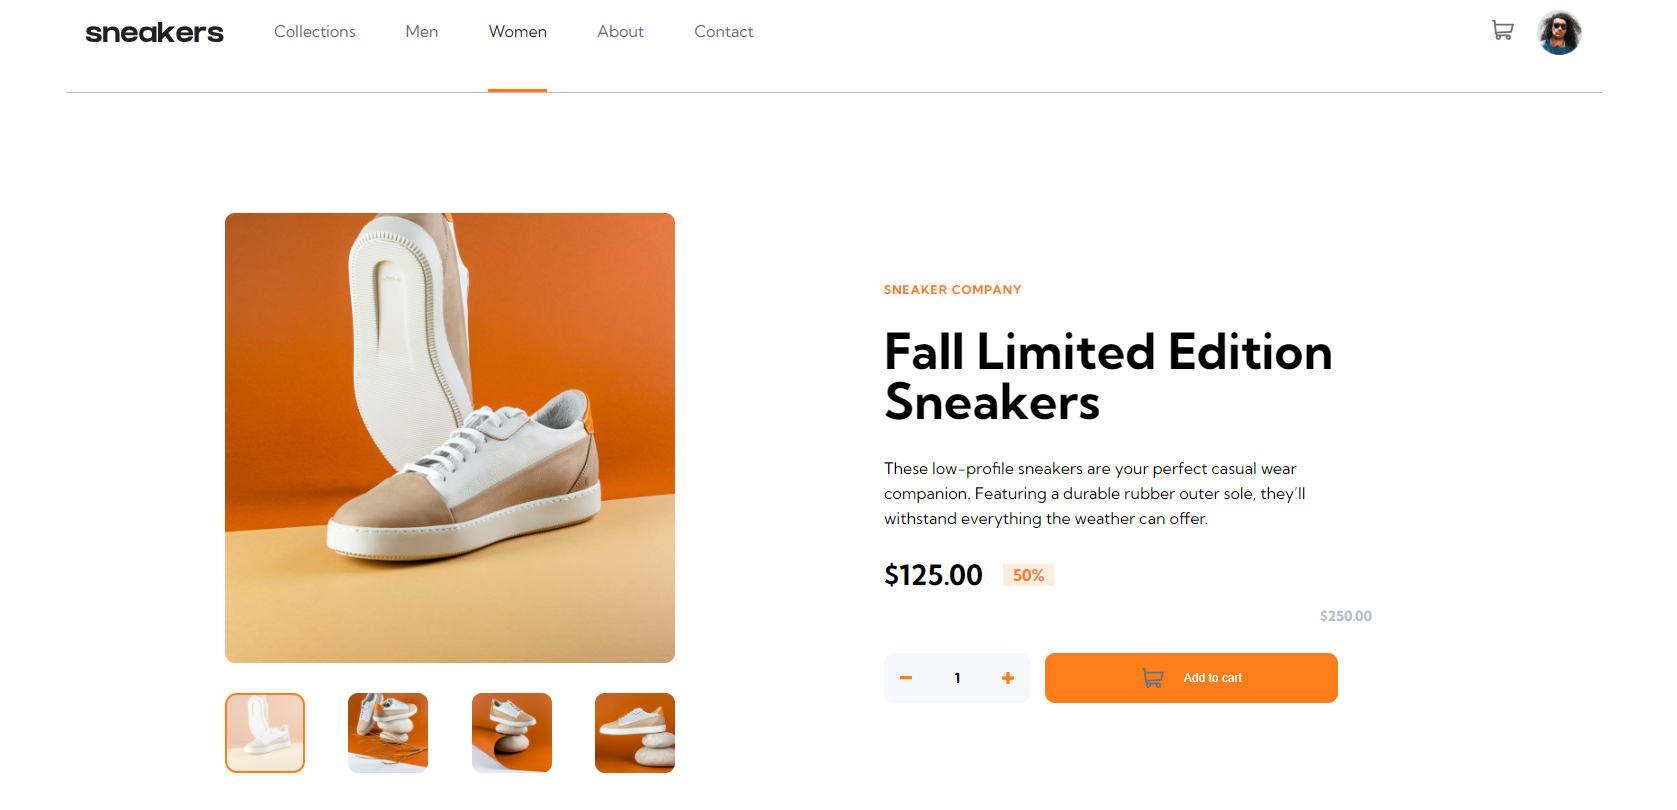 sneakers
Collections
Men
Women
About
Contact
SNEAKER COMPANY
Fall Limited Edition
Sneakers
These low-profile sneakers are your perfect casual wear
companion. Featuring a durable rubber outer sole, they'll
withstand everything the weather can offer.
$125.00 50%
$250.00
1
Add to cart